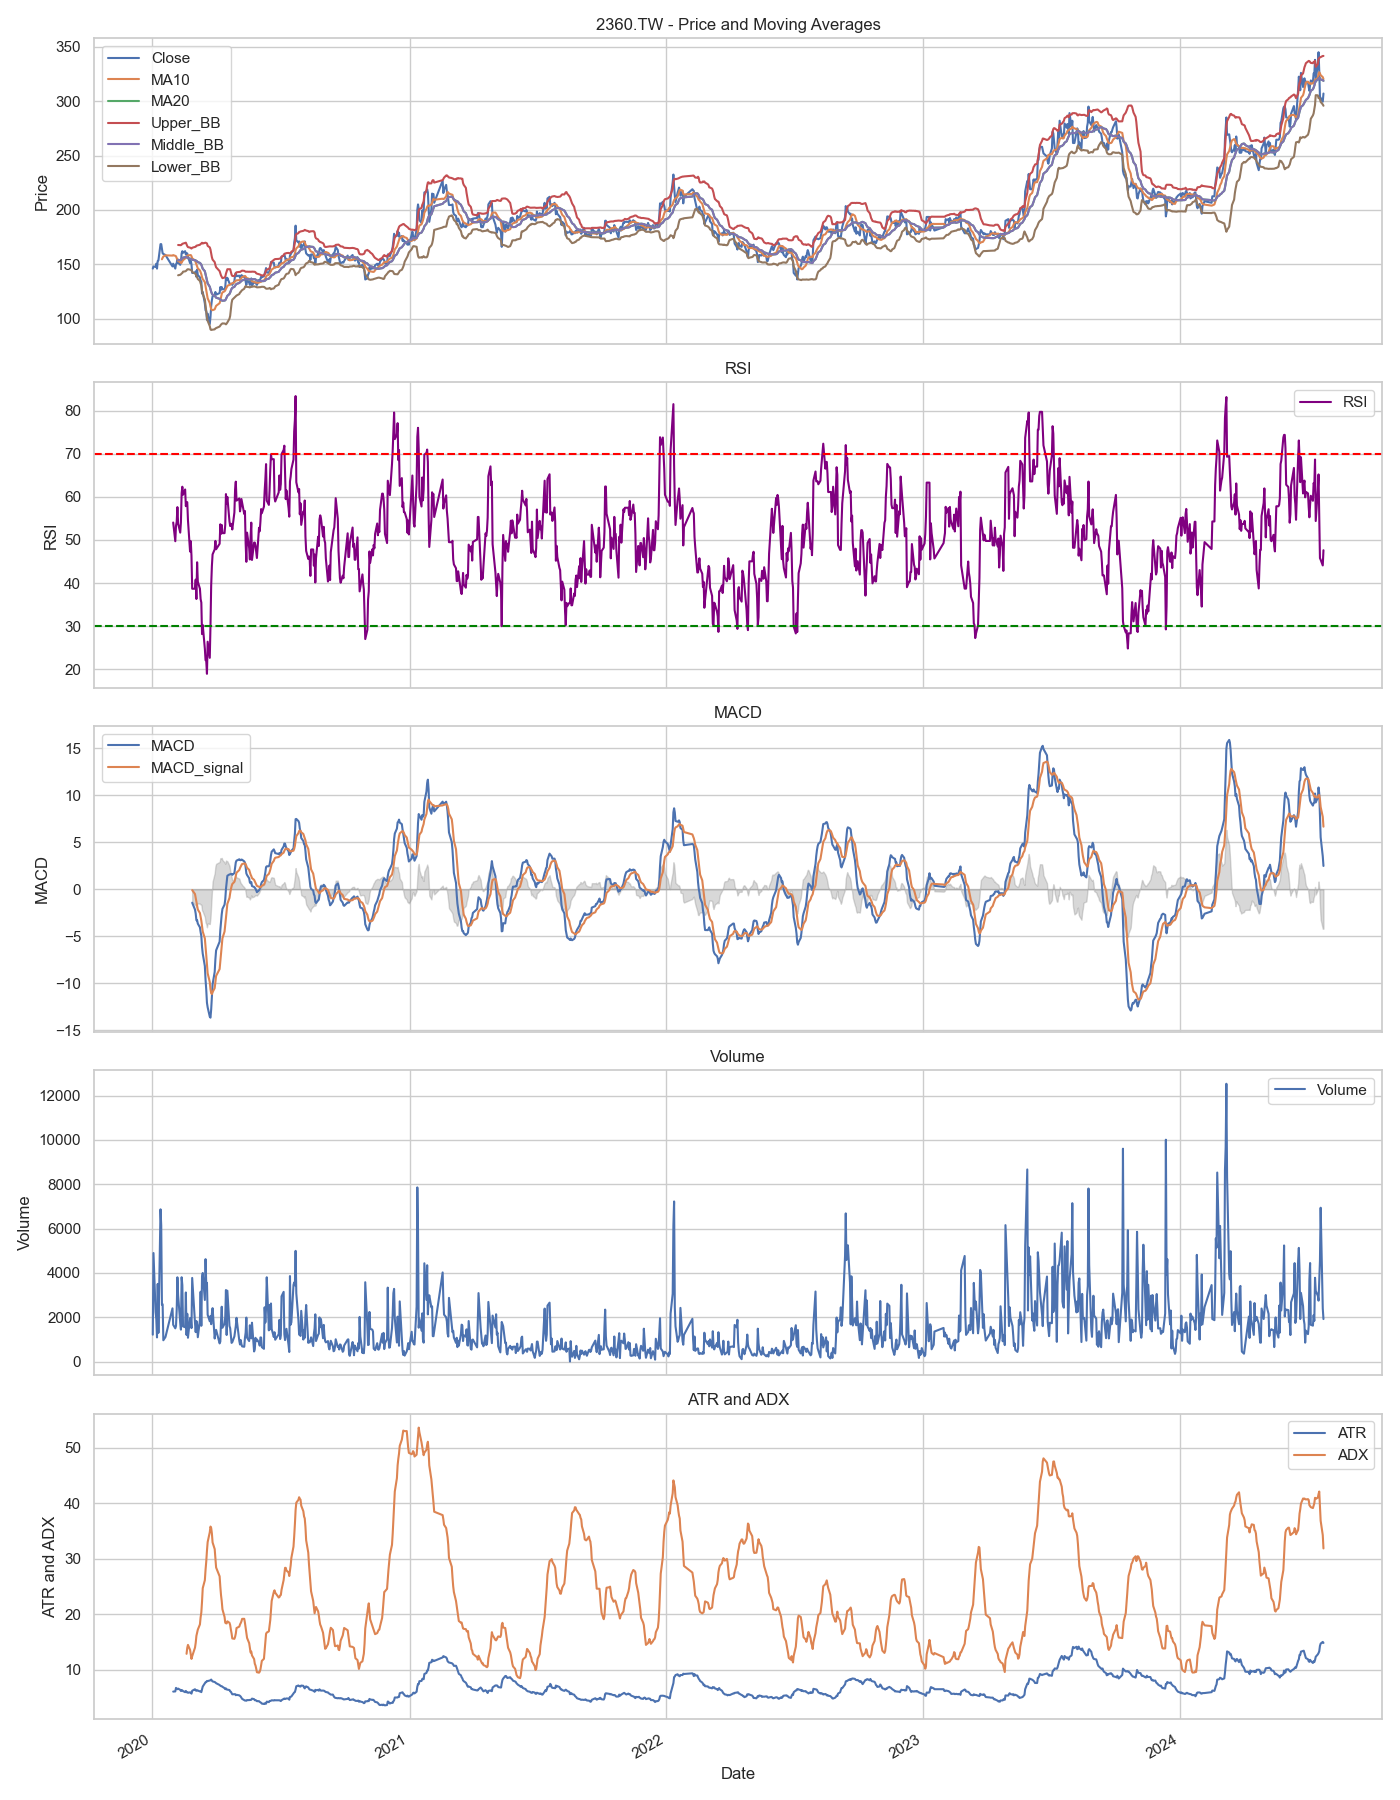 2360.TW - Price and Moving Averages
Close
MA10
MA20
Upper_BB
Middle_BB
Lower_BB
Price
350
300
250
200
150
100
RSI
RSI
RSI
80
70
60
50
40
30
20
MACD
MACD
MACD_signal
MACD
15
10
5
0
−5
−10
−15
Volume
Volume
Volume
12000
10000
8000
6000
4000
2000
0
ATR and ADX
ATR
ADX
ATR and ADX
50
40
30
20
10
2020
2021
2022
2023
2024
Date